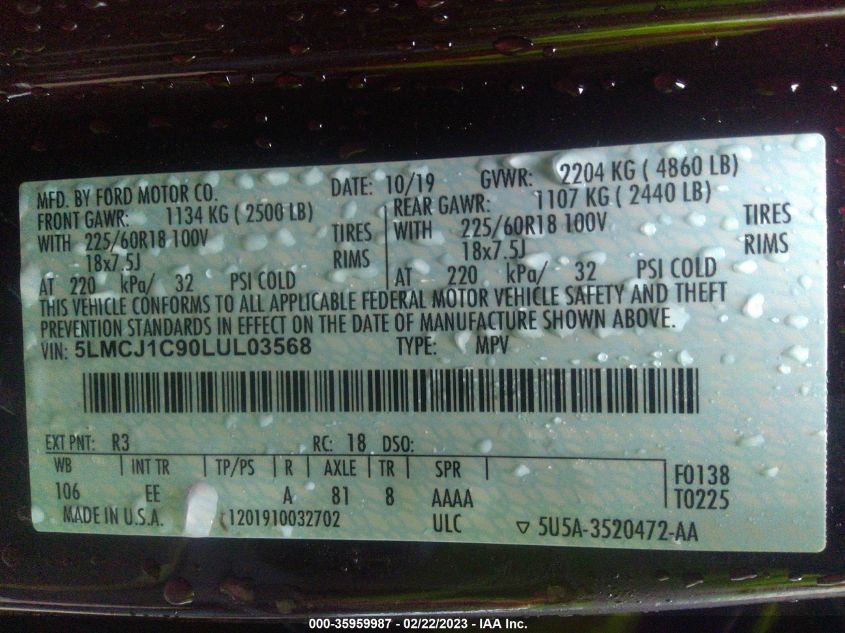 MFD. BY FORD MOTOR CO. DATE: 10/19 GVWR: 2204 KG ( 4860 LB)
FRONT GAWR: 1134 KG ( 2500 LB) REAR GAWR: 1107 KG ( 2440 LB)
WITH 225/60R18 100V TIRES WITH 225/60R18 100V TIRES
18x7.5J RIMS 18x7.5J RIMS
AT 220 kPa/ 32 PSI COLD AT 220 kPa/ 32 PSI COLD
THIS VEHICLE CONFORMS TO ALL APPLICABLE FEDERAL MOTOR VEHICLE SAFETY AND THEFT
PREVENTION STANDARDS IN EFFECT ON THE DATE OF MANUFACTURE SHOWN ABOVE.
VIN: 5LMCJ1C90LUL03568 TYPE: MPV
EXT PNT: R3 RC: 18 DSO:
WB INT TR TP/PS R AXLE TR SPR F0138
106 EE A 81 8 AAAA T0225
MADE IN U.S.A. 1201910032702 ULC ▽ 5U5A-3520472-AA
000-35959987 - 02/22/2023 - IAA Inc.